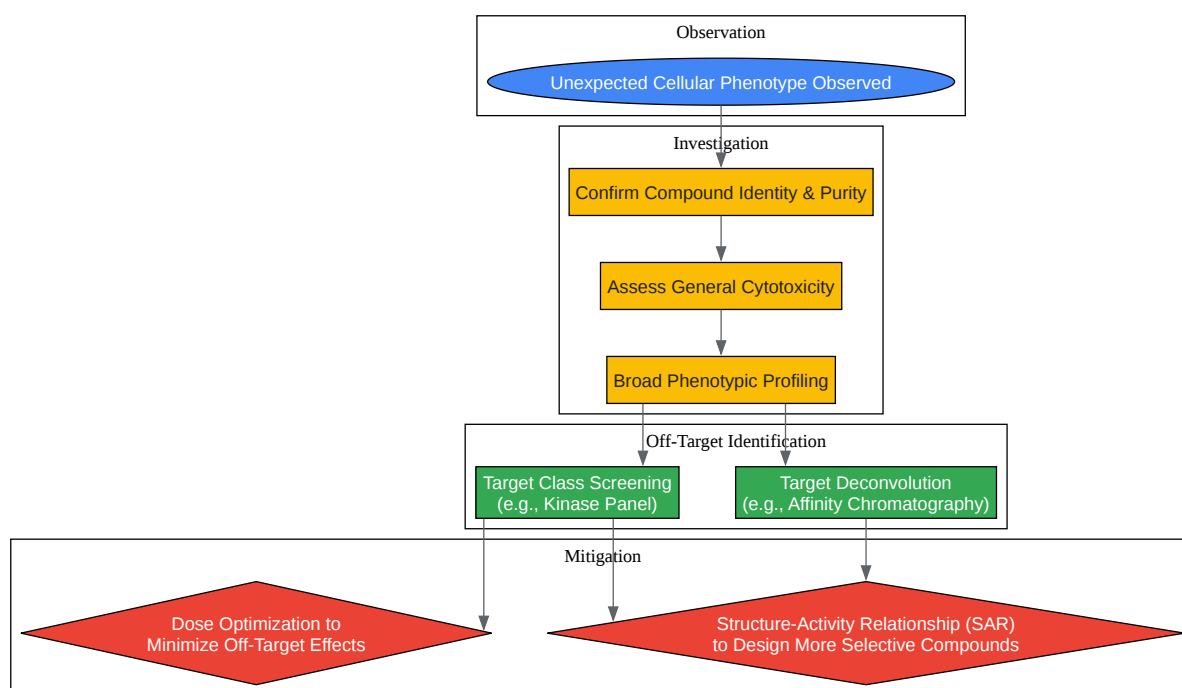 Observation
Unexpected Cellular Phenotype Observed
Investigation
Confirm Compound Identity & Purity
Assess General Cytotoxicity
Broad Phenotypic Profiling
Off-Target Identification
Target Class Screening
(e.g., Kinase Panel)
Target Deconvolution
(e.g., Affinity Chromatography)
Mitigation
Dose Optimization to
Minimize Off-Target Effects
Structure-Activity Relationship (SAR)
to Design More Selective Compounds